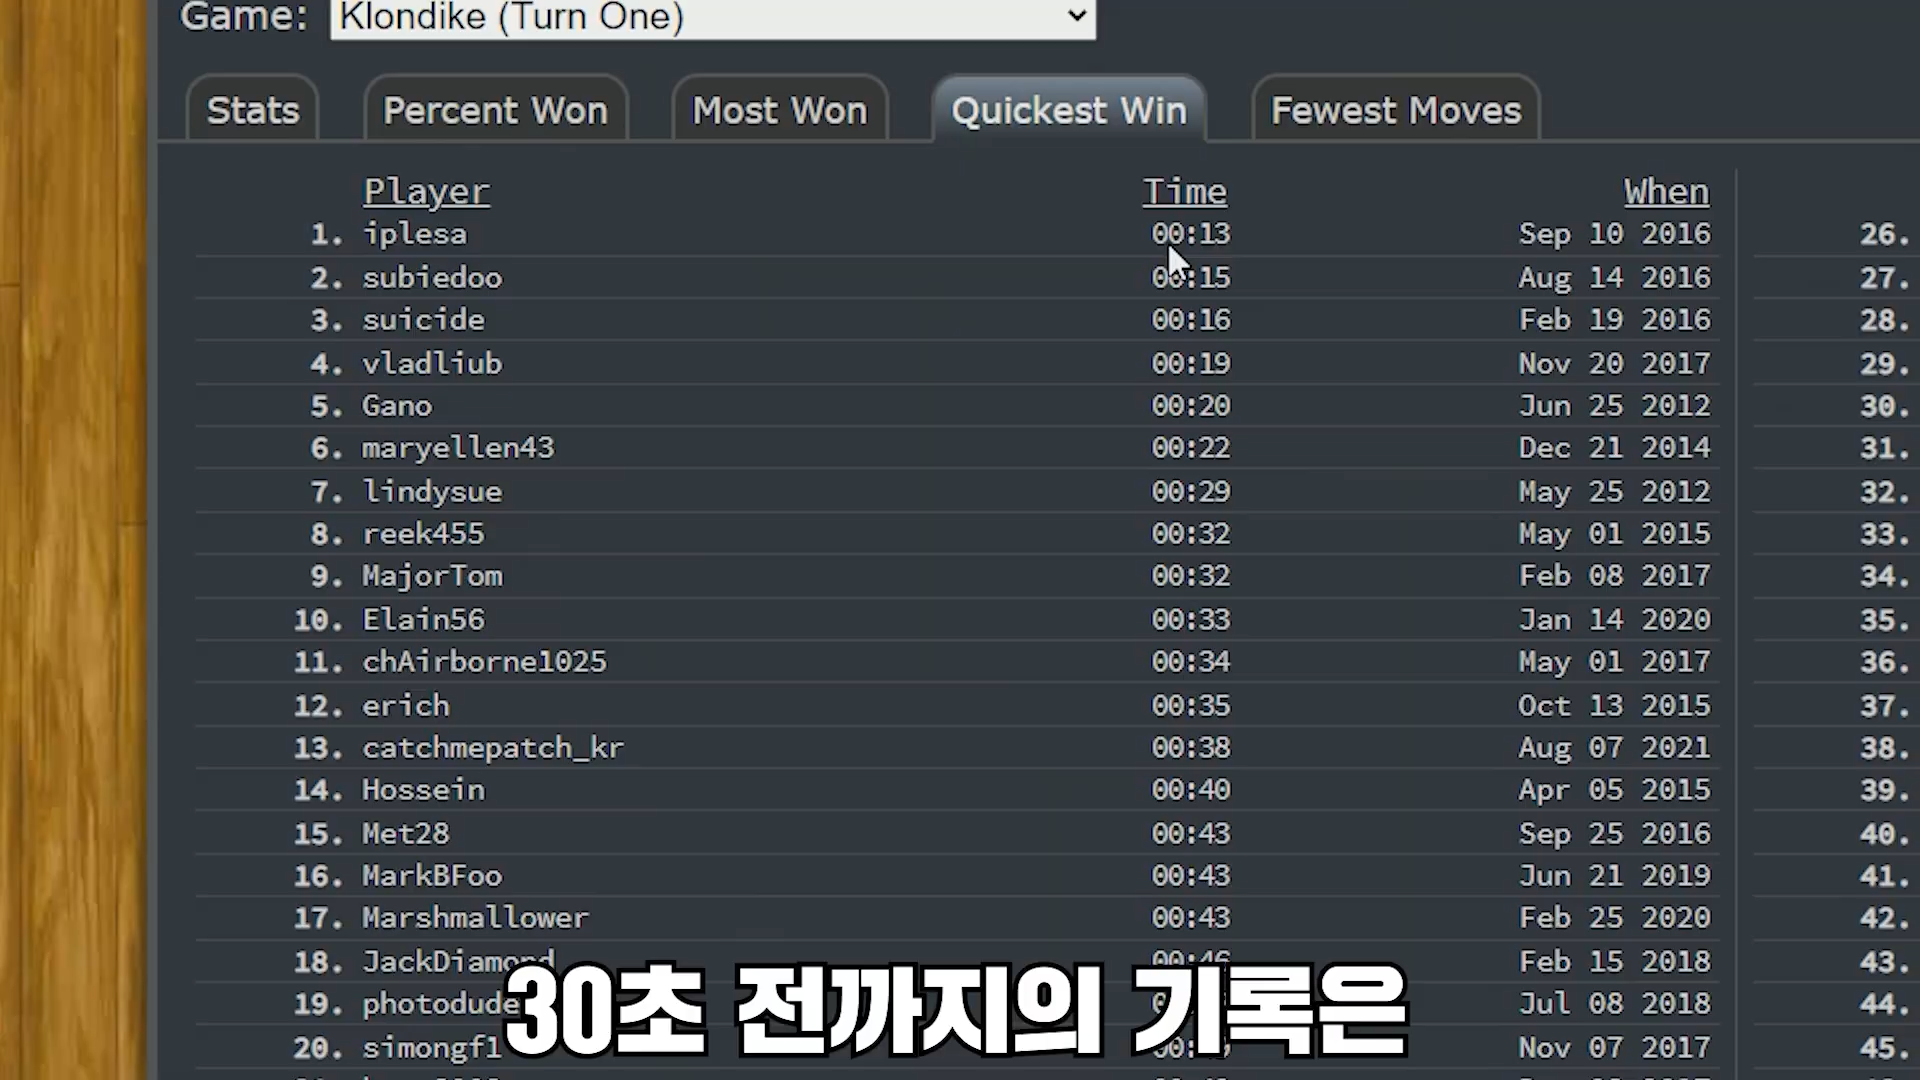 Game: Klondike (Turn One)
Stats Percent Won Most Won Quickest Win Fewest Moves
Player Time When
1. iplesa 00:13 Sep 10 2016 26.
2. subiedoo 00:15 Aug 14 2016 27.
3. suicide 00:16 Feb 19 2016 28.
4. vladliub 00:19 Nov 20 2017 29.
5. Gano 00:20 Jun 25 2012 30.
6. maryellen43 00:22 Dec 21 2014 31.
7. lindysue 00:29 May 25 2012 32.
8. reek455 00:32 May 01 2015 33.
9. MajorTom 00:32 Feb 08 2017 34.
10. Elain56 00:33 Jan 14 2020 35.
11. chAirborne1025 00:34 May 01 2017 36.
12. erich 00:35 Oct 13 2015 37.
13. catchmepatch_kr 00:38 Aug 07 2021 38.
14. Hossein 00:40 Apr 05 2015 39.
15. Met28 00:43 Sep 25 2016 40.
16. MarkBFoo 00:43 Jun 21 2019 41.
17. Marshmallower 00:43 Feb 25 2020 42.
18. JackDiamond 00:46 Feb 15 2018 43.
19. photodude Jul 08 2018 44.
20. simongf1 Nov 07 2017 45.
30초 전까지의 기록은